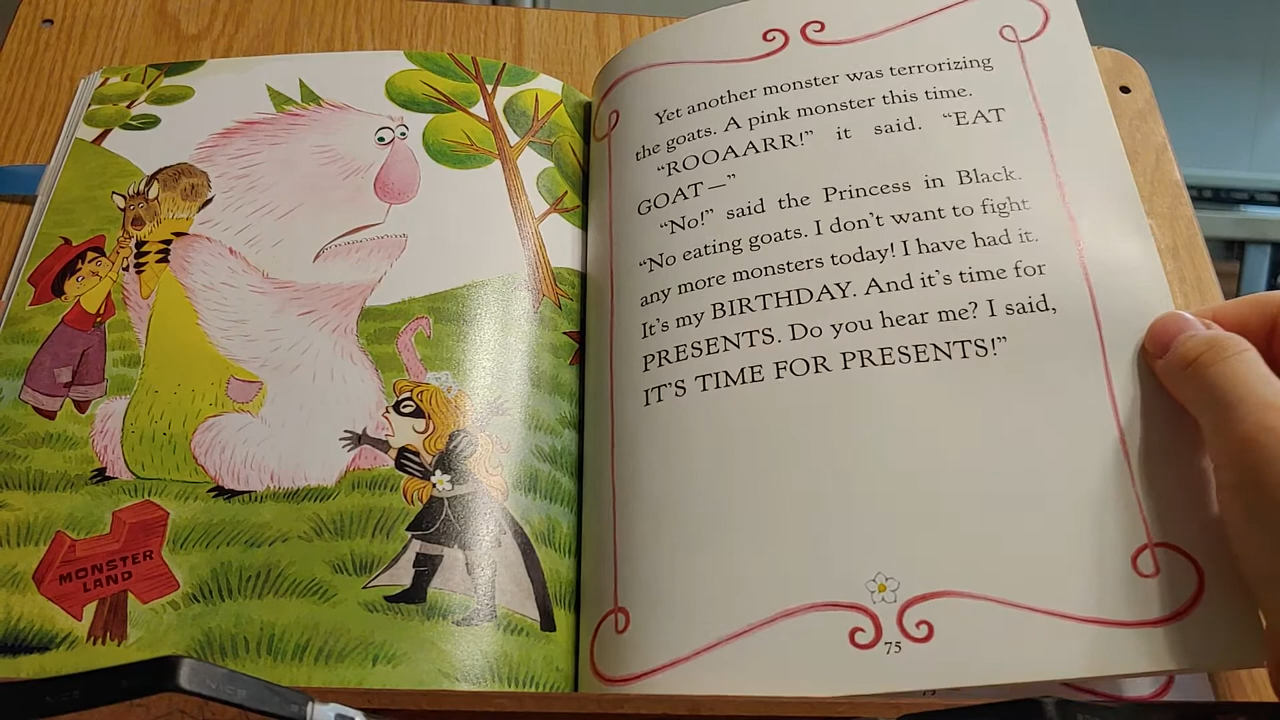 MONSTER
LAND
Yet another monster was terrorizing
the goats. A pink monster this time.
“ROOAARR!” it said. “EAT
GOAT—”
“No!” said the Princess in Black.
“No eating goats. I don’t want to fight
any more monsters today! I have had it.
It’s my BIRTHDAY. And it’s time for
PRESENTS. Do you hear me? I said,
IT’S TIME FOR PRESENTS!”
75
NICE